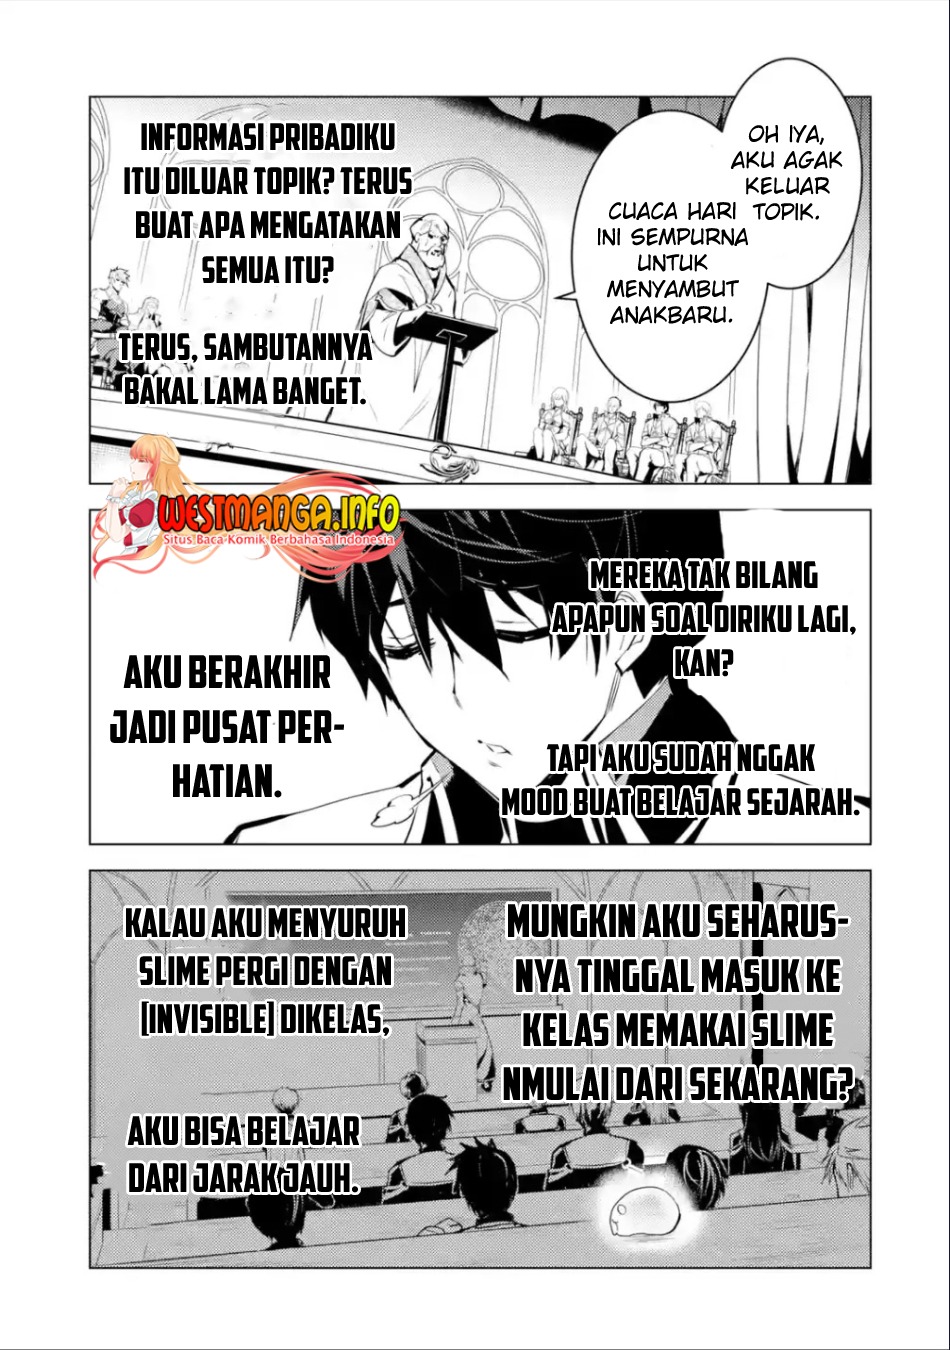 OH IYA,
AKU AGAK
KELUAR
TOPIK.
CUACA HARI
INI SEMPURNA
UNTUK
MENYAMBUT
ANAKBARU.
INFORMASI PRIBADIKU
ITU DILUAR TOPIK? TERUS
BUAT APA MENGATAKAN
SEMUA ITU?
TERUS, SAMBUTANNYA
BAKAL LAMA BANGET.
WESTMANGA.INFO
Situs Baca Komik Berbahasa Indonesia
MEREKA TAK BILANG
APAPUN SOAL DIRIKU LAGI,
KAN?
AKU BERAKHIR
JADI PUSAT PER-
HATIAN.
TAPI AKU SUDAH NGGAK
MOOD BUAT BELAJAR SEJARAH.
MUNGKIN AKU SEHARUS-
NYA TINGGAL MASUK KE
KELAS MEMAKAI SLIME
NMULAI DARI SEKARANG?
KALAU AKU MENYURUH
SLIME PERGI DENGAN
[INVISIBLE] DIKELAS,
AKU BISA BELAJAR
DARI JARAK JAUH.